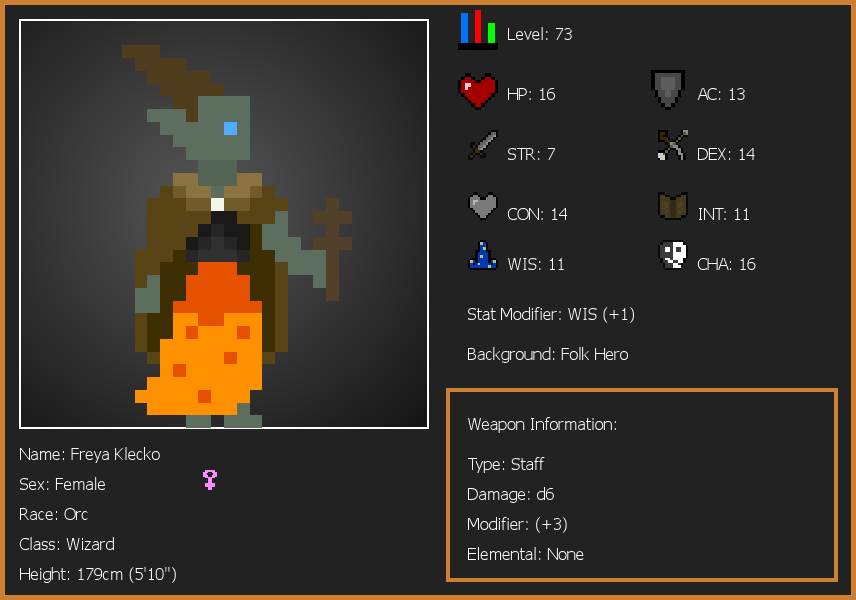 Level: 73
HP: 16
AC: 13
STR: 7
DEX: 14
CON: 14
INT: 11
WIS: 11
CHA: 16
Stat Modifier: WIS (+1)
Background: Folk Hero
Weapon Information:
Type: Staff
Damage: d6
Modifier: (+3)
Elemental: None
Name: Freya Klecko
Sex: Female
Race: Orc
Class: Wizard
Height: 179cm (5'10")